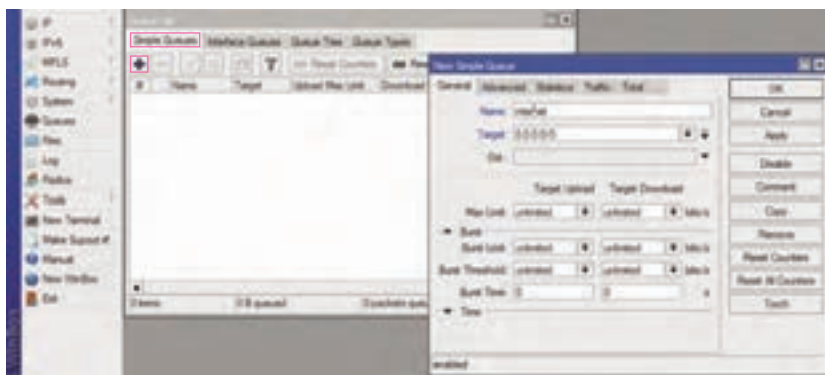 IP
IPv6
MPLS
Routing
System
Queues
Files
Log
Radius
Tools
New Terminal
Make Supout.rif
Manual
New WinBox
Exit
WinBox
Queue List
Simple Queues Interface Queues Queue Tree Queue Types
Reset Counters
# Name Target Upload Max Limit Download
0 items 0 B queued 0 packets queu
New Simple Queue
General Advanced Statistics Traffic Total
Name:
Target: 0.0.0.0/0
Dst.:
Target Upload Target Download
Max Limit: unlimited unlimited bits/s
Burst
Burst Limit: unlimited unlimited bits/s
Burst Threshold: unlimited unlimited bits/s
Burst Time: 0 0 s
Time
enabled
OK
Cancel
Apply
Disable
Comment
Copy
Remove
Reset Counters
Reset All Counters
Torch